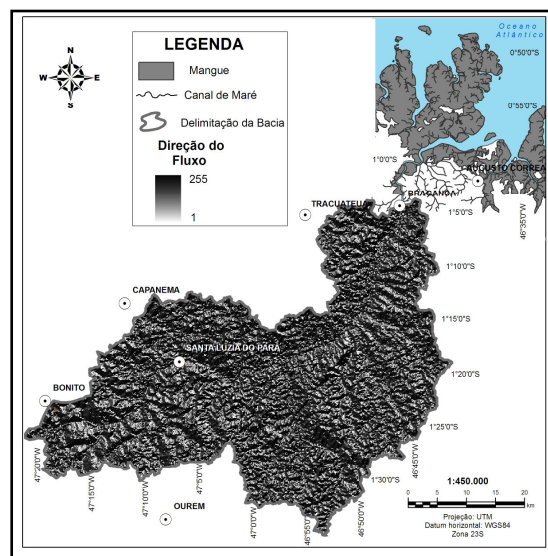 Oceano
Atlântico
N
W E
S
LEGENDA
Mangue
Canal de Maré
Delimitação da Bacia
Direção do
Fluxo
255
1
0°50'0"S
0°55'0"S
1°0'0"S
AUGUSTO CORREA
BRAGANÇA
TRACUATEUA
1°5'0"S
46°35'0"W
1°10'0"S
CAPANEMA
1°15'0"S
SANTA LUZIA DO PARÁ
1°20'0"S
BONITO
1°25'0"S
47°20'0"W
47°15'0"W
47°10'0"W
47°5'0"W
47°0'0"W
46°55'0"W
46°50'0"W
46°45'0"W
1°30'0"S
OUREM
1:450.000
0 5 10 20
km
Projeção: UTM
Datum horizontal: WGS84
Zona 23S